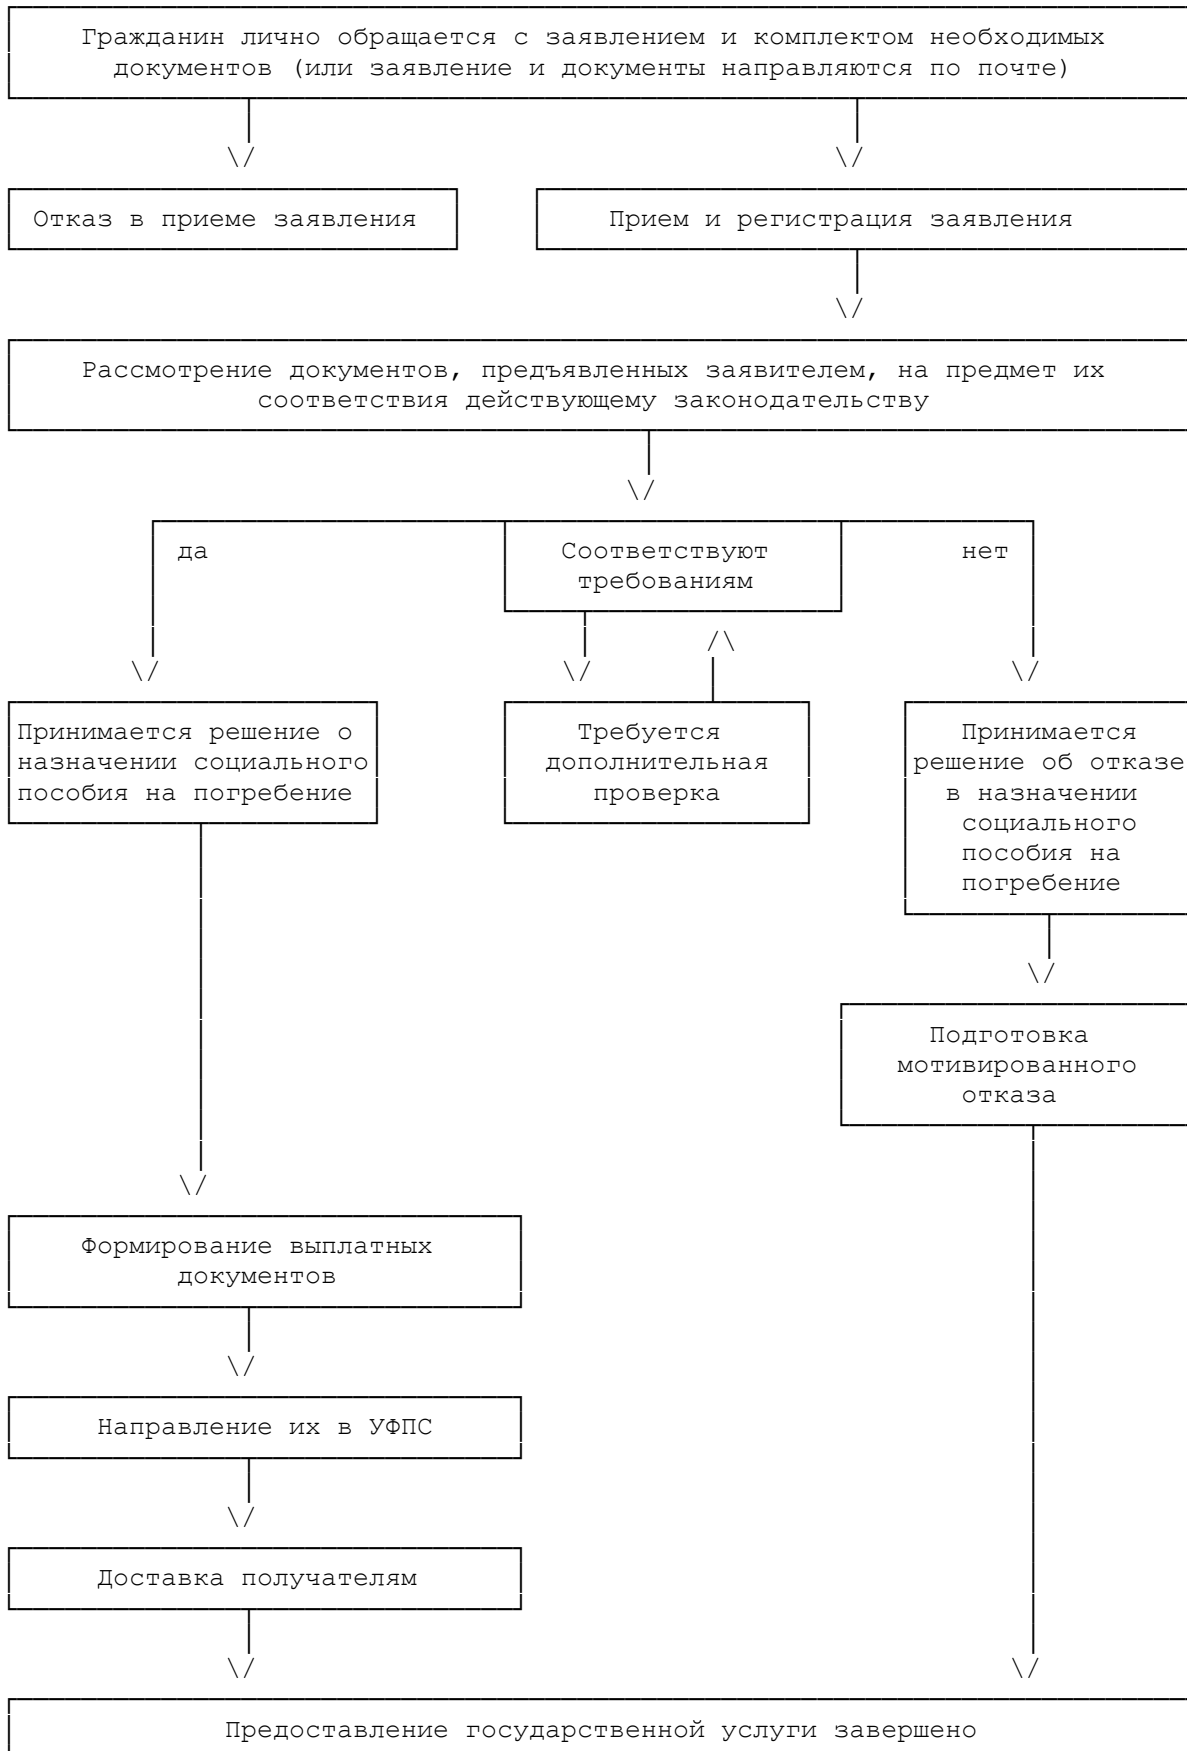 Гражданин лично обращается с заявлением и комплектом необходимых
документов (или заявление и документы направляются по почте)
Отказ в приеме заявления
Прием и регистрация заявления
Рассмотрение документов, предъявленных заявителем, на предмет их
соответствия действующему законодательству
да
Соответствуют
требованиям
нет
Принимается решение о
назначении социального
пособия на погребение
Требуется
дополнительная
проверка
Принимается
решение об отказе
в назначении
социального
пособия на
погребение
Подготовка
мотивированного
отказа
Формирование выплатных
документов
Направление их в УФПС
Доставка получателям
Предоставление государственной услуги завершено